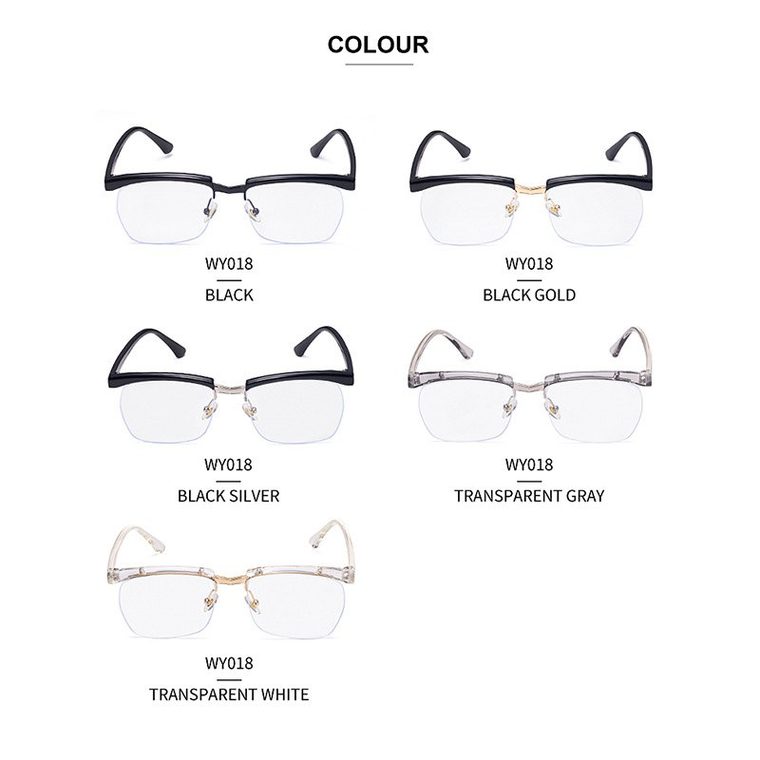 COLOUR
WY018
BLACK
WY018
BLACK GOLD
WY018
BLACK SILVER
WY018
TRANSPARENT GRAY
WY018
TRANSPARENT WHITE